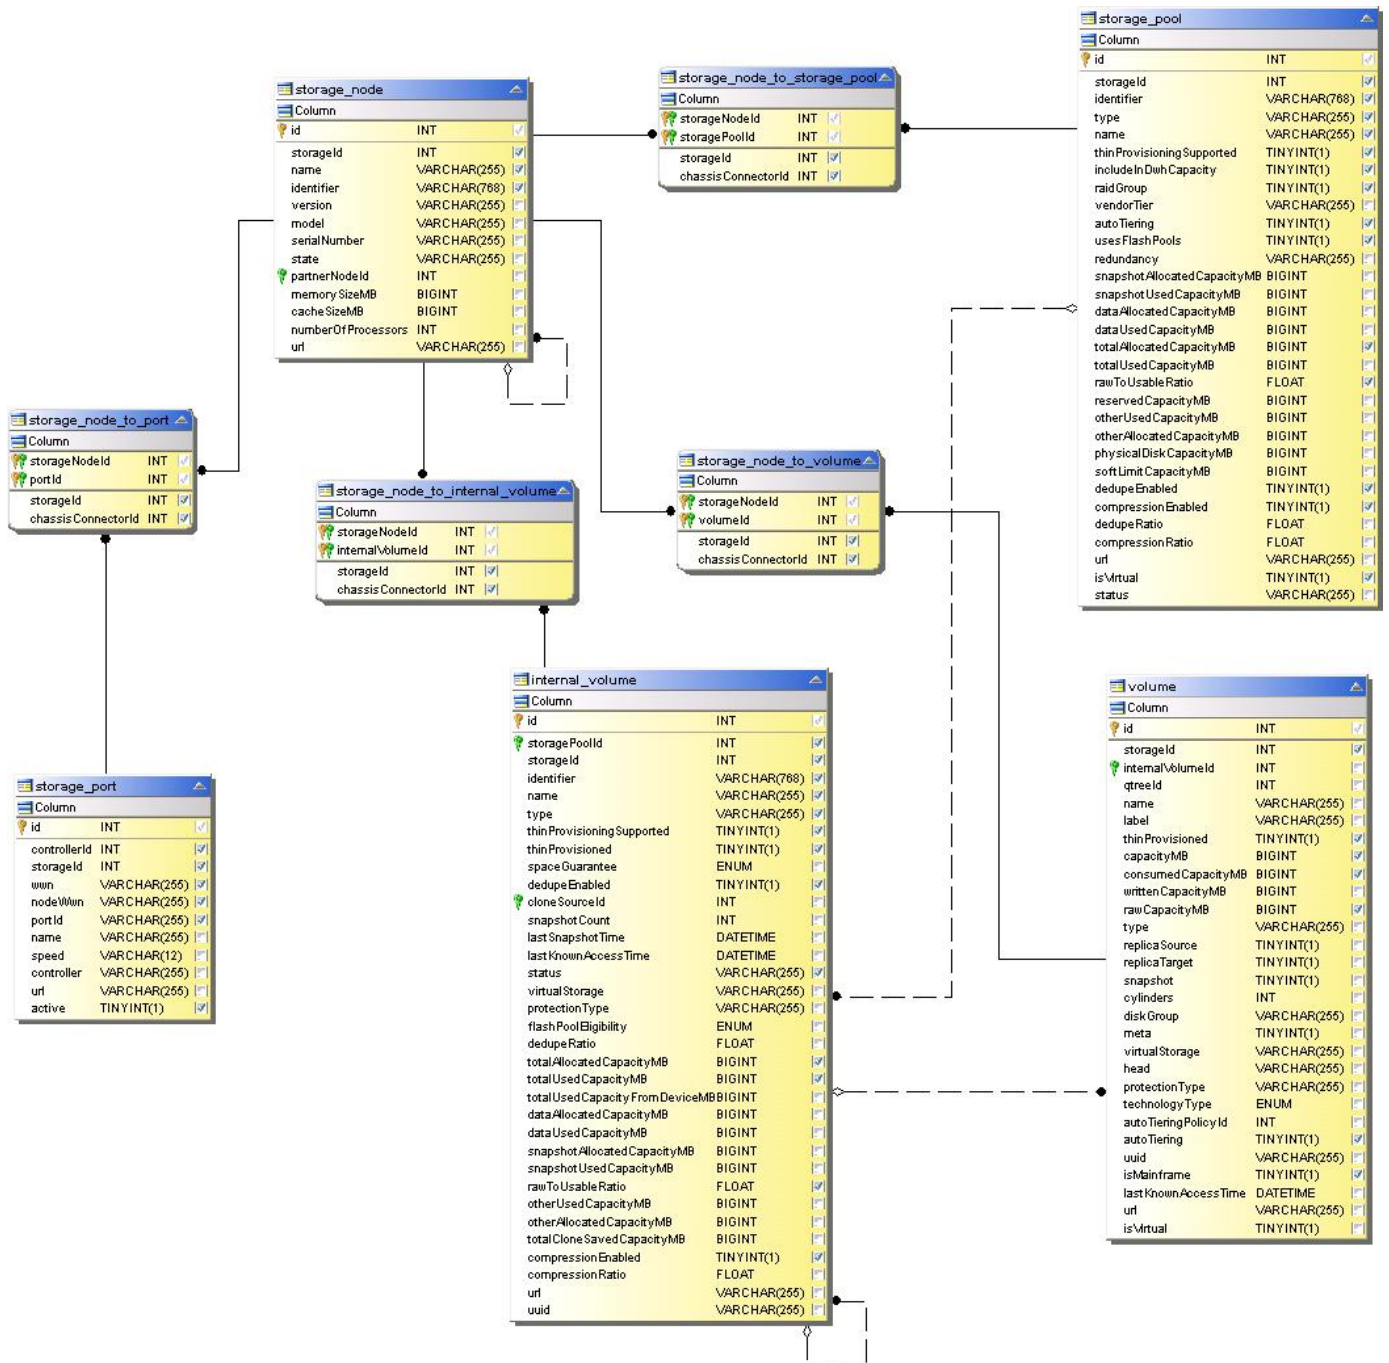 storage_node
Column
id INT
storageId INT
name VARCHAR(255)
identifier VARCHAR(768)
version VARCHAR(255)
model VARCHAR(255)
serialNumber VARCHAR(255)
state VARCHAR(255)
partnerNodeId INT
memorySizeMB BIGINT
cacheSizeMB BIGINT
numberOfProcessors INT
url VARCHAR(255)
storage_node_to_storage_pool
Column
storageNodeId INT
storagePoolId INT
storageId INT
chassisConnectorId INT
storage_pool
Column
id INT
storageId INT
identifier VARCHAR(768)
type VARCHAR(255)
name VARCHAR(255)
thinProvisioningSupported TINYINT(1)
includeInDwhCapacity TINYINT(1)
raidGroup TINYINT(1)
vendorTier VARCHAR(255)
autoTiering TINYINT(1)
usesFlashPools TINYINT(1)
redundancy VARCHAR(255)
snapshotAllocatedCapacityMB BIGINT
snapshotUsedCapacityMB BIGINT
dataAllocatedCapacityMB BIGINT
dataUsedCapacityMB BIGINT
totalAllocatedCapacityMB BIGINT
totalUsedCapacityMB BIGINT
rawToUsableRatio FLOAT
reservedCapacityMB BIGINT
otherUsedCapacityMB BIGINT
otherAllocatedCapacityMB BIGINT
physicalDiskCapacityMB BIGINT
softLimitCapacityMB BIGINT
dedupeEnabled TINYINT(1)
compressionEnabled TINYINT(1)
dedupeRatio FLOAT
compressionRatio FLOAT
url VARCHAR(255)
isVirtual TINYINT(1)
status VARCHAR(255)
storage_node_to_port
Column
storageNodeId INT
portId INT
storageId INT
chassisConnectorId INT
storage_node_to_internal_volume
Column
storageNodeId INT
internalVolumeId INT
storageId INT
chassisConnectorId INT
storage_node_to_volume
Column
storageNodeId INT
volumeId INT
storageId INT
chassisConnectorId INT
storage_port
Column
id INT
controllerId INT
storageId INT
wwn VARCHAR(255)
nodeWwn VARCHAR(255)
portId VARCHAR(255)
name VARCHAR(255)
speed VARCHAR(12)
controller VARCHAR(255)
url VARCHAR(255)
active TINYINT(1)
internal_volume
Column
id INT
storagePoolId INT
storageId INT
identifier VARCHAR(768)
name VARCHAR(255)
type VARCHAR(255)
thinProvisioningSupported TINYINT(1)
thinProvisioned TINYINT(1)
spaceGuarantee ENUM
dedupeEnabled TINYINT(1)
cloneSourceId INT
snapshotCount INT
lastSnapshotTime DATETIME
lastKnownAccessTime DATETIME
status VARCHAR(255)
virtualStorage VARCHAR(255)
protectionType VARCHAR(255)
flashPoolEligibility ENUM
dedupeRatio FLOAT
totalAllocatedCapacityMB BIGINT
totalUsedCapacityMB BIGINT
totalUsedCapacityFromDeviceMB BIGINT
dataAllocatedCapacityMB BIGINT
dataUsedCapacityMB BIGINT
snapshotAllocatedCapacityMB BIGINT
snapshotUsedCapacityMB BIGINT
rawToUsableRatio FLOAT
otherUsedCapacityMB BIGINT
otherAllocatedCapacityMB BIGINT
totalCloneSavedCapacityMB BIGINT
compressionEnabled TINYINT(1)
compressionRatio FLOAT
url VARCHAR(255)
uuid VARCHAR(255)
volume
Column
id INT
storageId INT
internalVolumeId INT
qtreeId INT
name VARCHAR(255)
label VARCHAR(255)
thinProvisioned TINYINT(1)
capacityMB BIGINT
consumedCapacityMB BIGINT
writtenCapacityMB BIGINT
rawCapacityMB BIGINT
type VARCHAR(255)
replicaSource TINYINT(1)
replicaTarget TINYINT(1)
snapshot TINYINT(1)
cylinders INT
diskGroup VARCHAR(255)
meta TINYINT(1)
virtualStorage VARCHAR(255)
head VARCHAR(255)
protectionType VARCHAR(255)
technologyType ENUM
autoTieringPolicyId INT
autoTiering TINYINT(1)
uuid VARCHAR(255)
isMainframe TINYINT(1)
lastKnownAccessTime DATETIME
url VARCHAR(255)
isVirtual TINYINT(1)